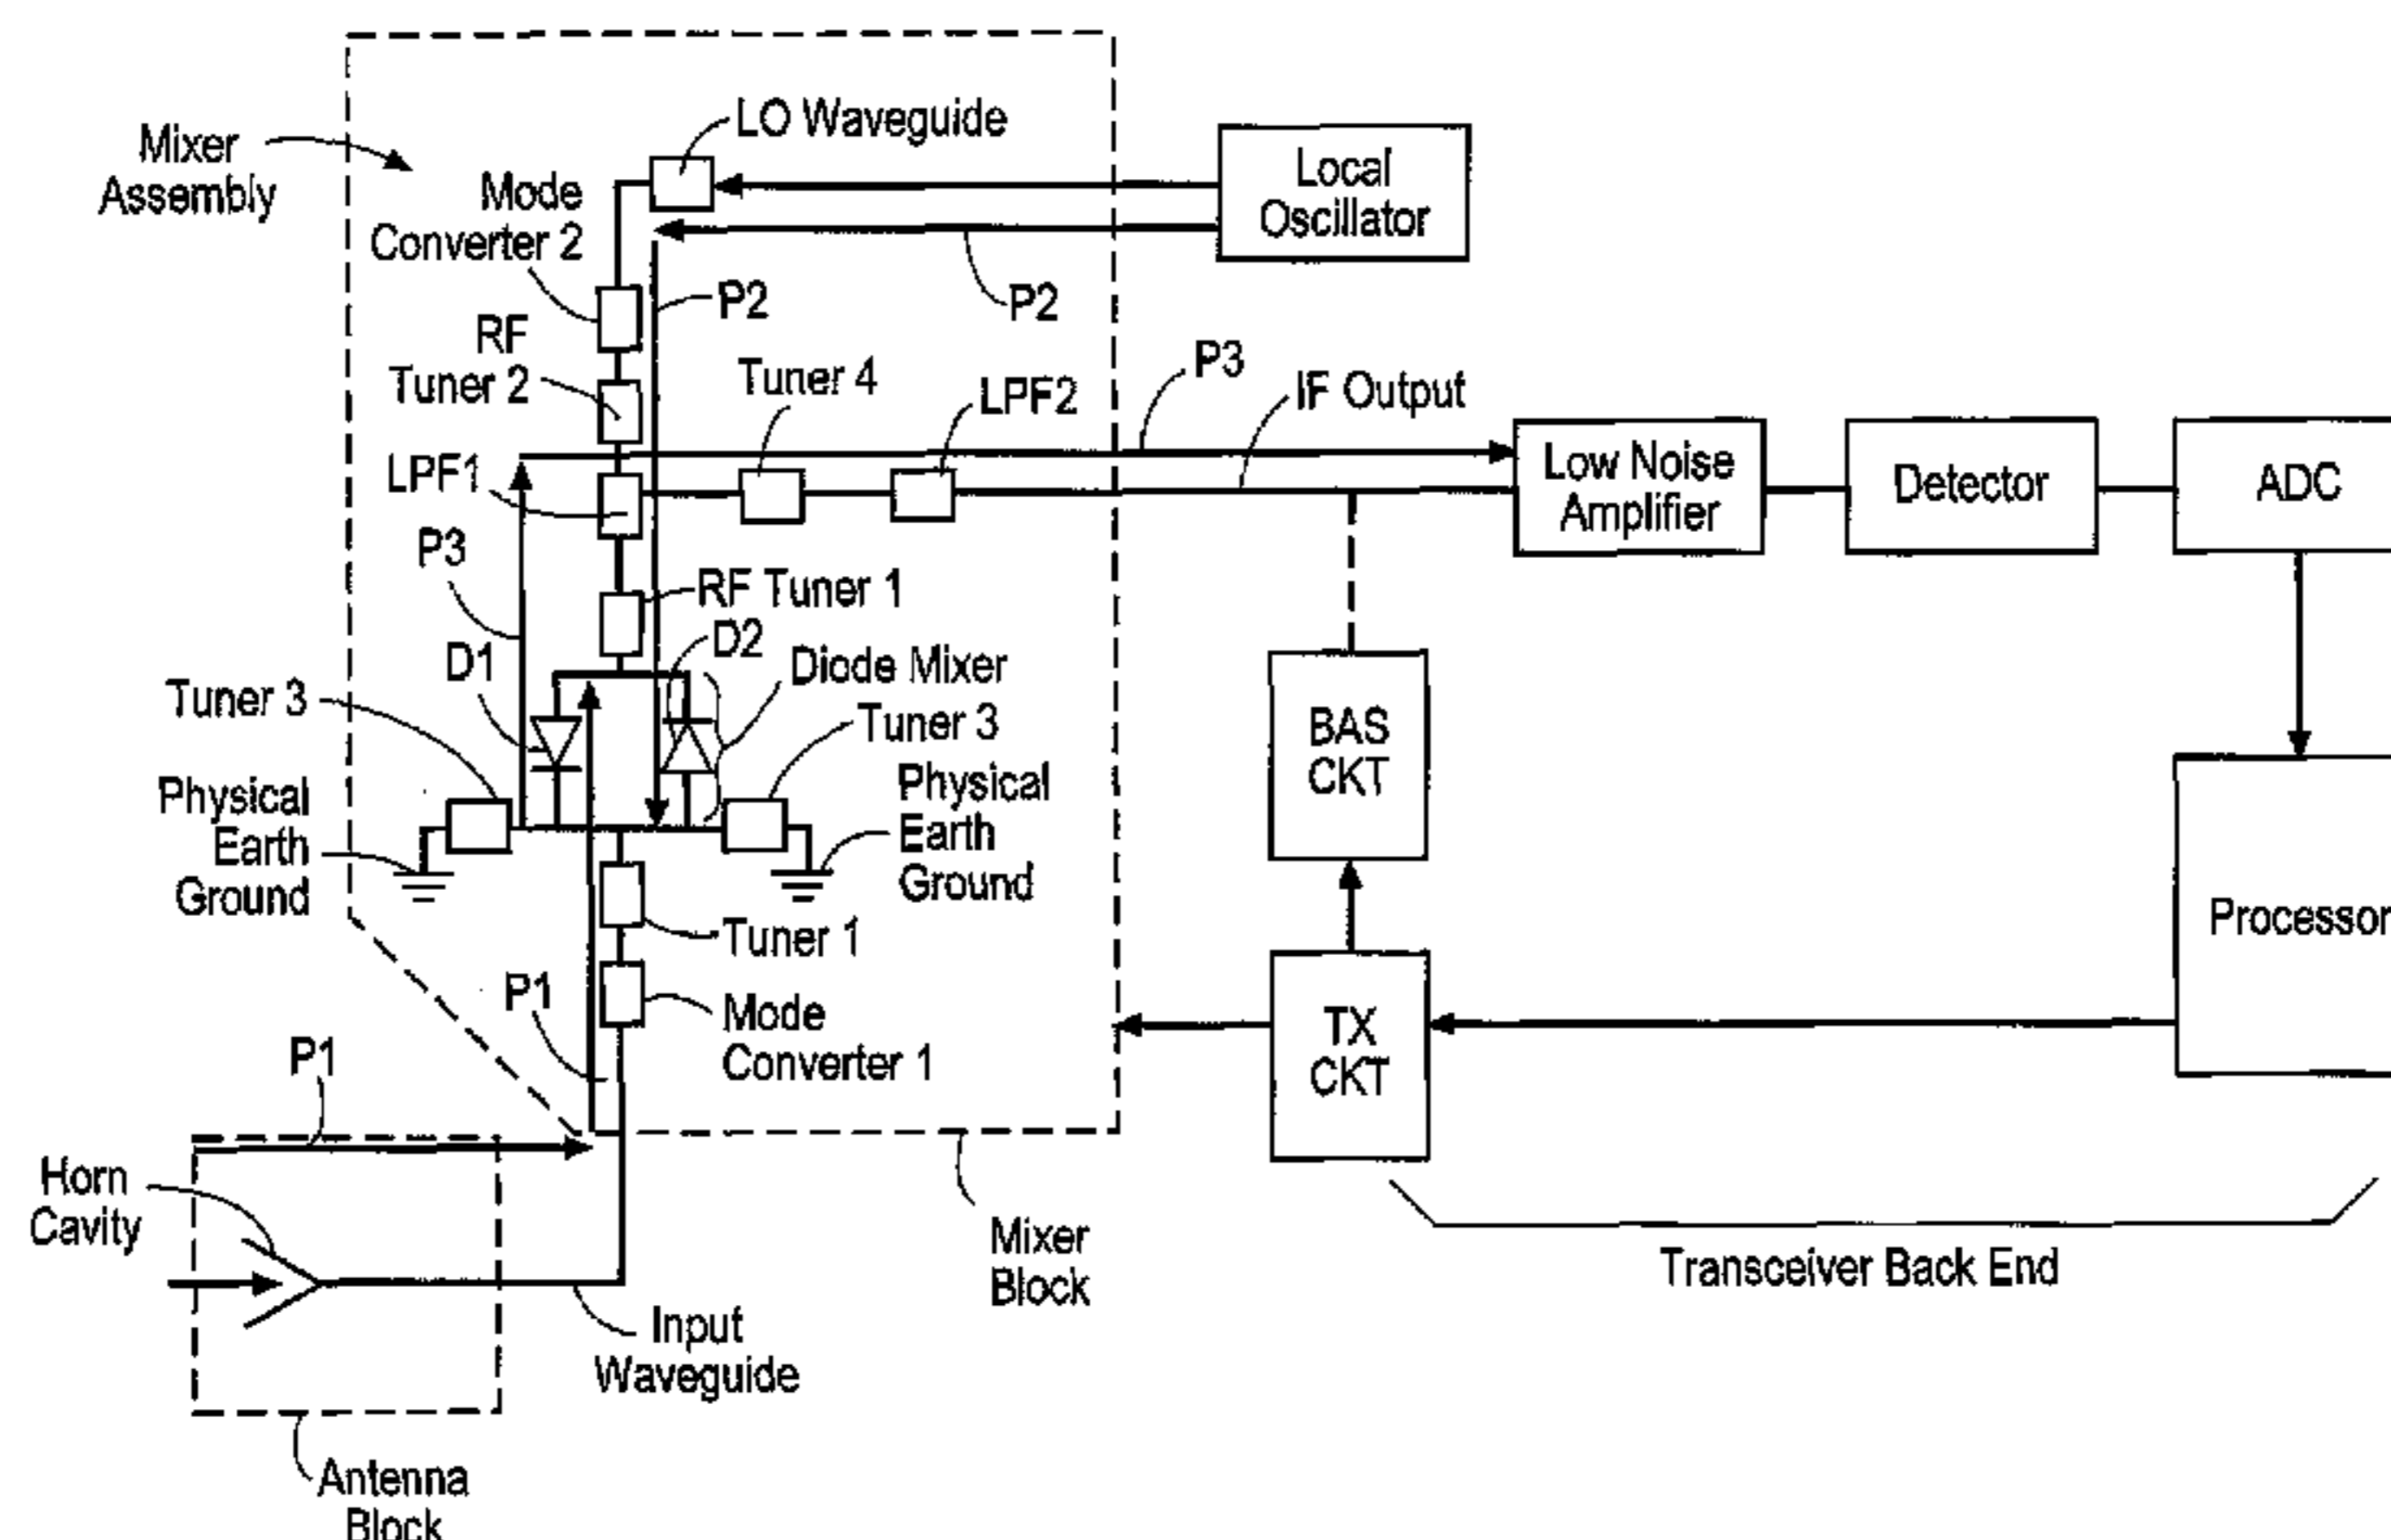 LO Waveguide
Mixer
Assembly
Local
Oscillator
Mode
Converter 2
P2
P2
RF
Tuner 2
Tuner 4
LPF2
P3
IF Output
LPF1
Low Noise
Amplifier
Detector
ADC
P3
RF Tuner 1
D1
D2
Diode Mixer
Tuner 3
Tuner 3
BAS
CKT
Physical
Earth
Ground
Physical
Earth
Ground
Tuner 1
Processor
P1
Mode
Converter 1
TX
CKT
P1
Horn
Cavity
Mixer
Block
Transceiver Back End
Input
Waveguide
Antenna
Block